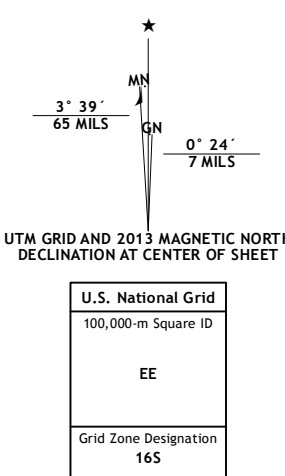 ★
MN
3° 39´
65 MILS
GN
0° 24´
7 MILS
UTM GRID AND 2013 MAGNETIC NORTH
DECLINATION AT CENTER OF SHEET
U.S. National Grid
100,000-m Square ID
EE
Grid Zone Designation
16S